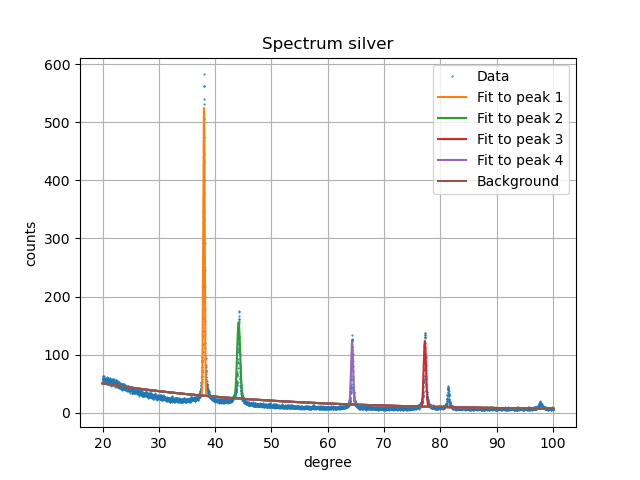 Spectrum silver
600
500
400
300
200
100
0
counts
20 30 40 50 60 70 80 90 100
degree
Data
Fit to peak 1
Fit to peak 2
Fit to peak 3
Fit to peak 4
Background